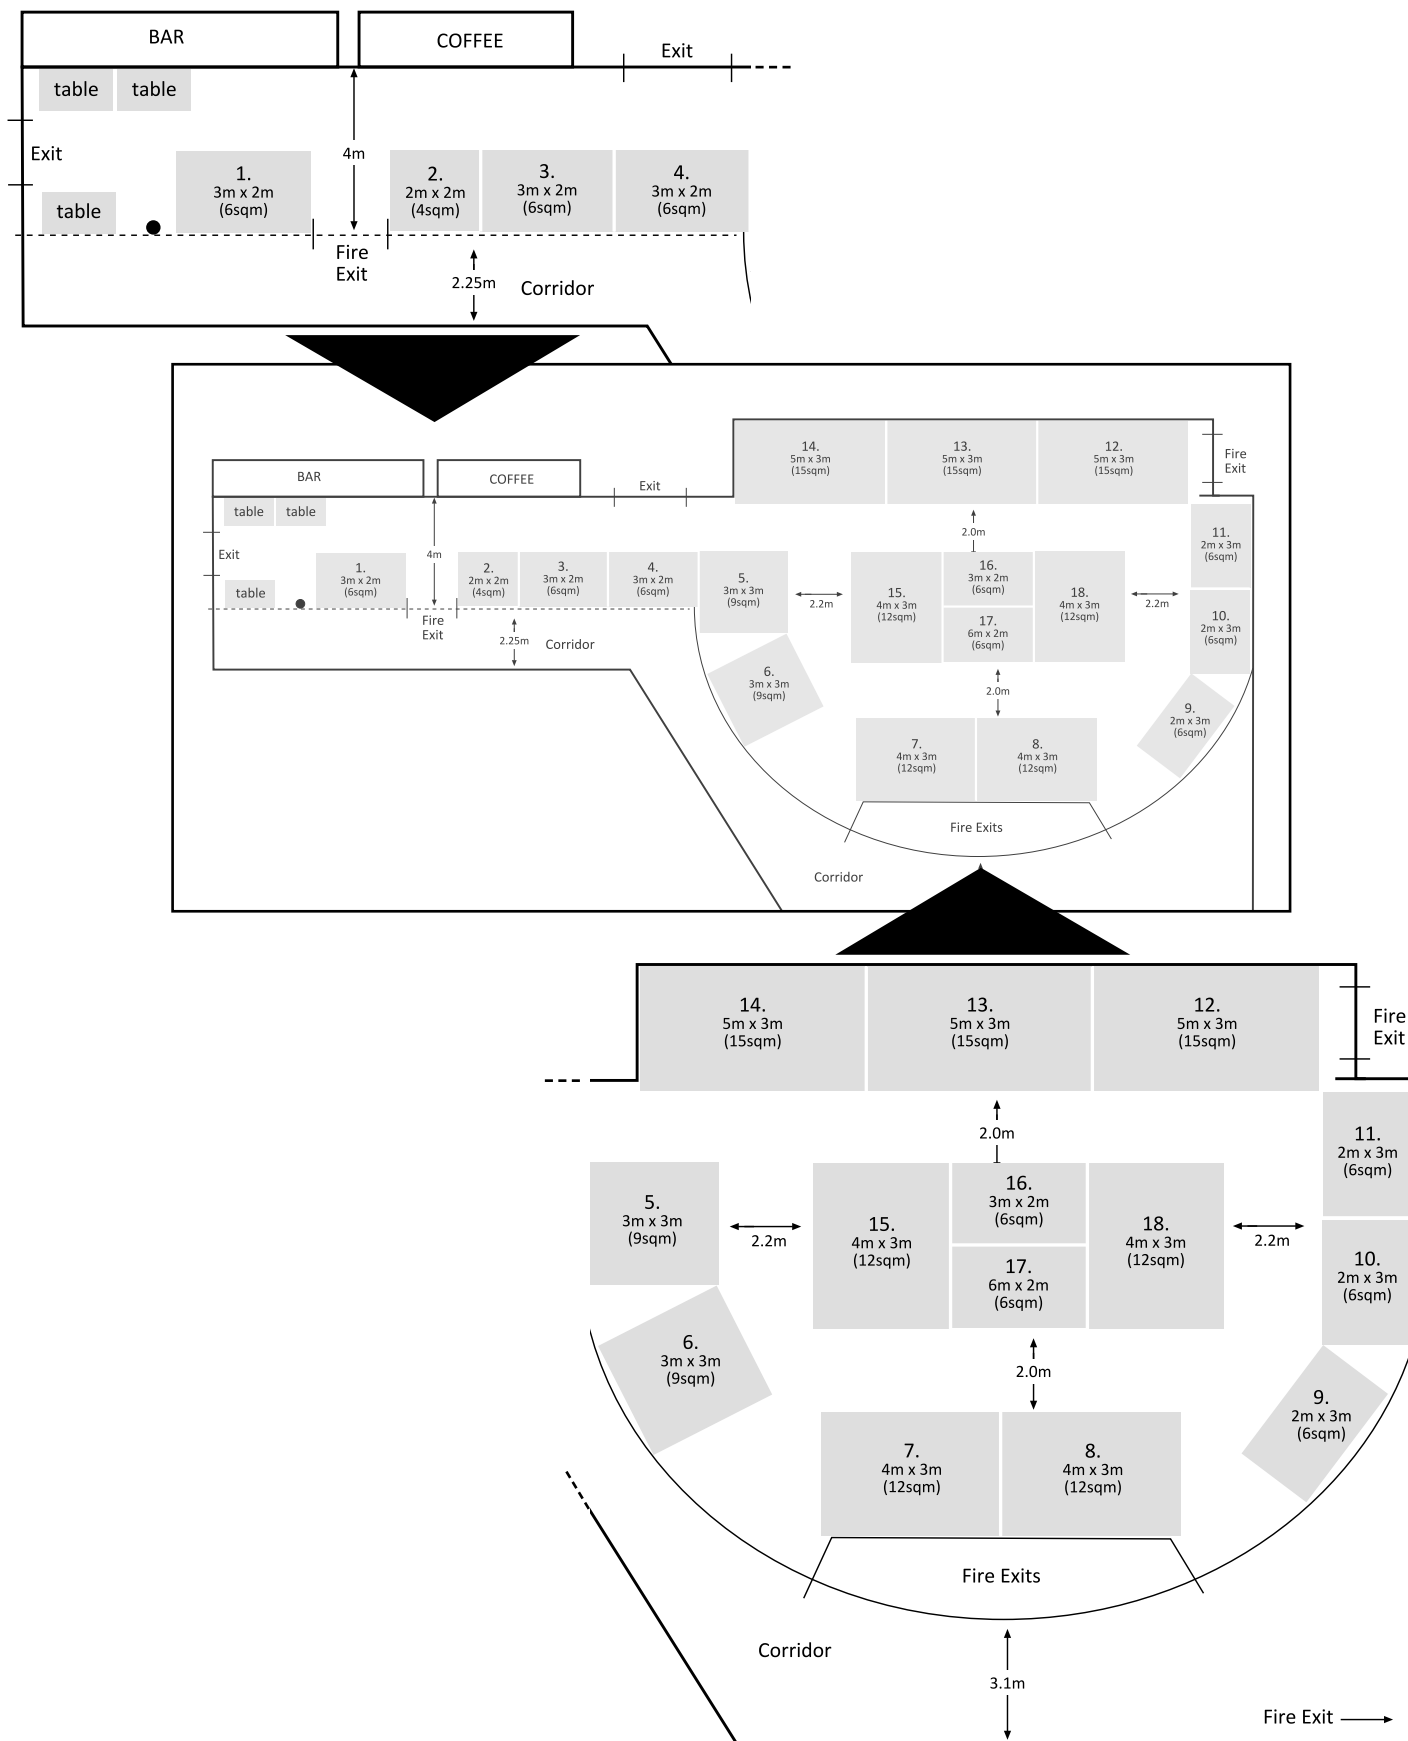 BAR
COFFEE
Exit
table
table
Exit
4m
1.
3m x 2m
(6sqm)
2.
2m x 2m
(4sqm)
3.
3m x 2m
(6sqm)
4.
3m x 2m
(6sqm)
table
Fire
Exit
2.25m
Corridor
14.
5m x 3m
(15sqm)
13.
5m x 3m
(15sqm)
12.
5m x 3m
(15sqm)
Fire
Exit
BAR
COFFEE
Exit
table
table
Exit
4m
2.0m
11.
2m x 3m
(6sqm)
1.
3m x 2m
(6sqm)
2.
2m x 2m
(4sqm)
3.
3m x 2m
(6sqm)
4.
3m x 2m
(6sqm)
5.
3m x 3m
(9sqm)
2.2m
15.
4m x 3m
(12sqm)
16.
3m x 2m
(6sqm)
17.
6m x 2m
(6sqm)
18.
4m x 3m
(12sqm)
2.2m
10.
2m x 3m
(6sqm)
table
Fire
Exit
2.25m
Corridor
6.
3m x 3m
(9sqm)
2.0m
9.
2m x 3m
(6sqm)
7.
4m x 3m
(12sqm)
8.
4m x 3m
(12sqm)
Fire Exits
Corridor
14.
5m x 3m
(15sqm)
13.
5m x 3m
(15sqm)
12.
5m x 3m
(15sqm)
Fire
Exit
2.0m
11.
2m x 3m
(6sqm)
5.
3m x 3m
(9sqm)
2.2m
15.
4m x 3m
(12sqm)
16.
3m x 2m
(6sqm)
17.
6m x 2m
(6sqm)
18.
4m x 3m
(12sqm)
2.2m
10.
2m x 3m
(6sqm)
6.
3m x 3m
(9sqm)
2.0m
9.
2m x 3m
(6sqm)
7.
4m x 3m
(12sqm)
8.
4m x 3m
(12sqm)
Fire Exits
Corridor
3.1m
Fire Exit